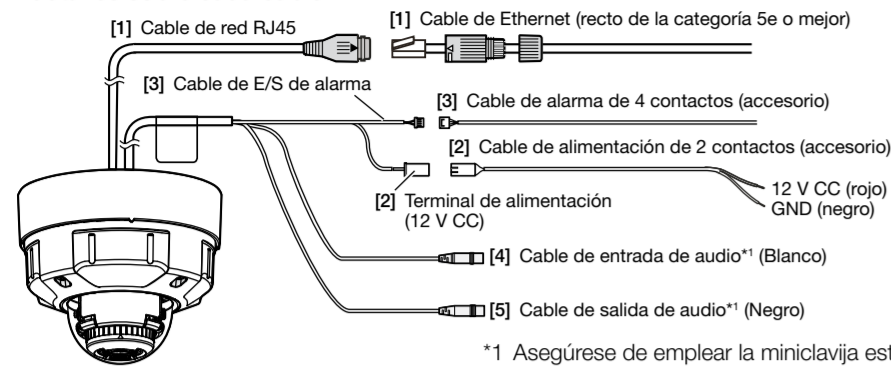 [1] Cable de red RJ45
[1] Cable de Ethernet (recto de la categoría 5e o mejor)
[3] Cable de E/S de alarma
[3] Cable de alarma de 4 contactos (accesorio)
[2] Cable de alimentación de 2 contactos (accesorio)
12 V CC (rojo)
GND (negro)
[2] Terminal de alimentación
(12 V CC)
[4] Cable de entrada de audio*1 (Blanco)
[5] Cable de salida de audio*1 (Negro)
*1 Asegúrese de emplear la miniclavija